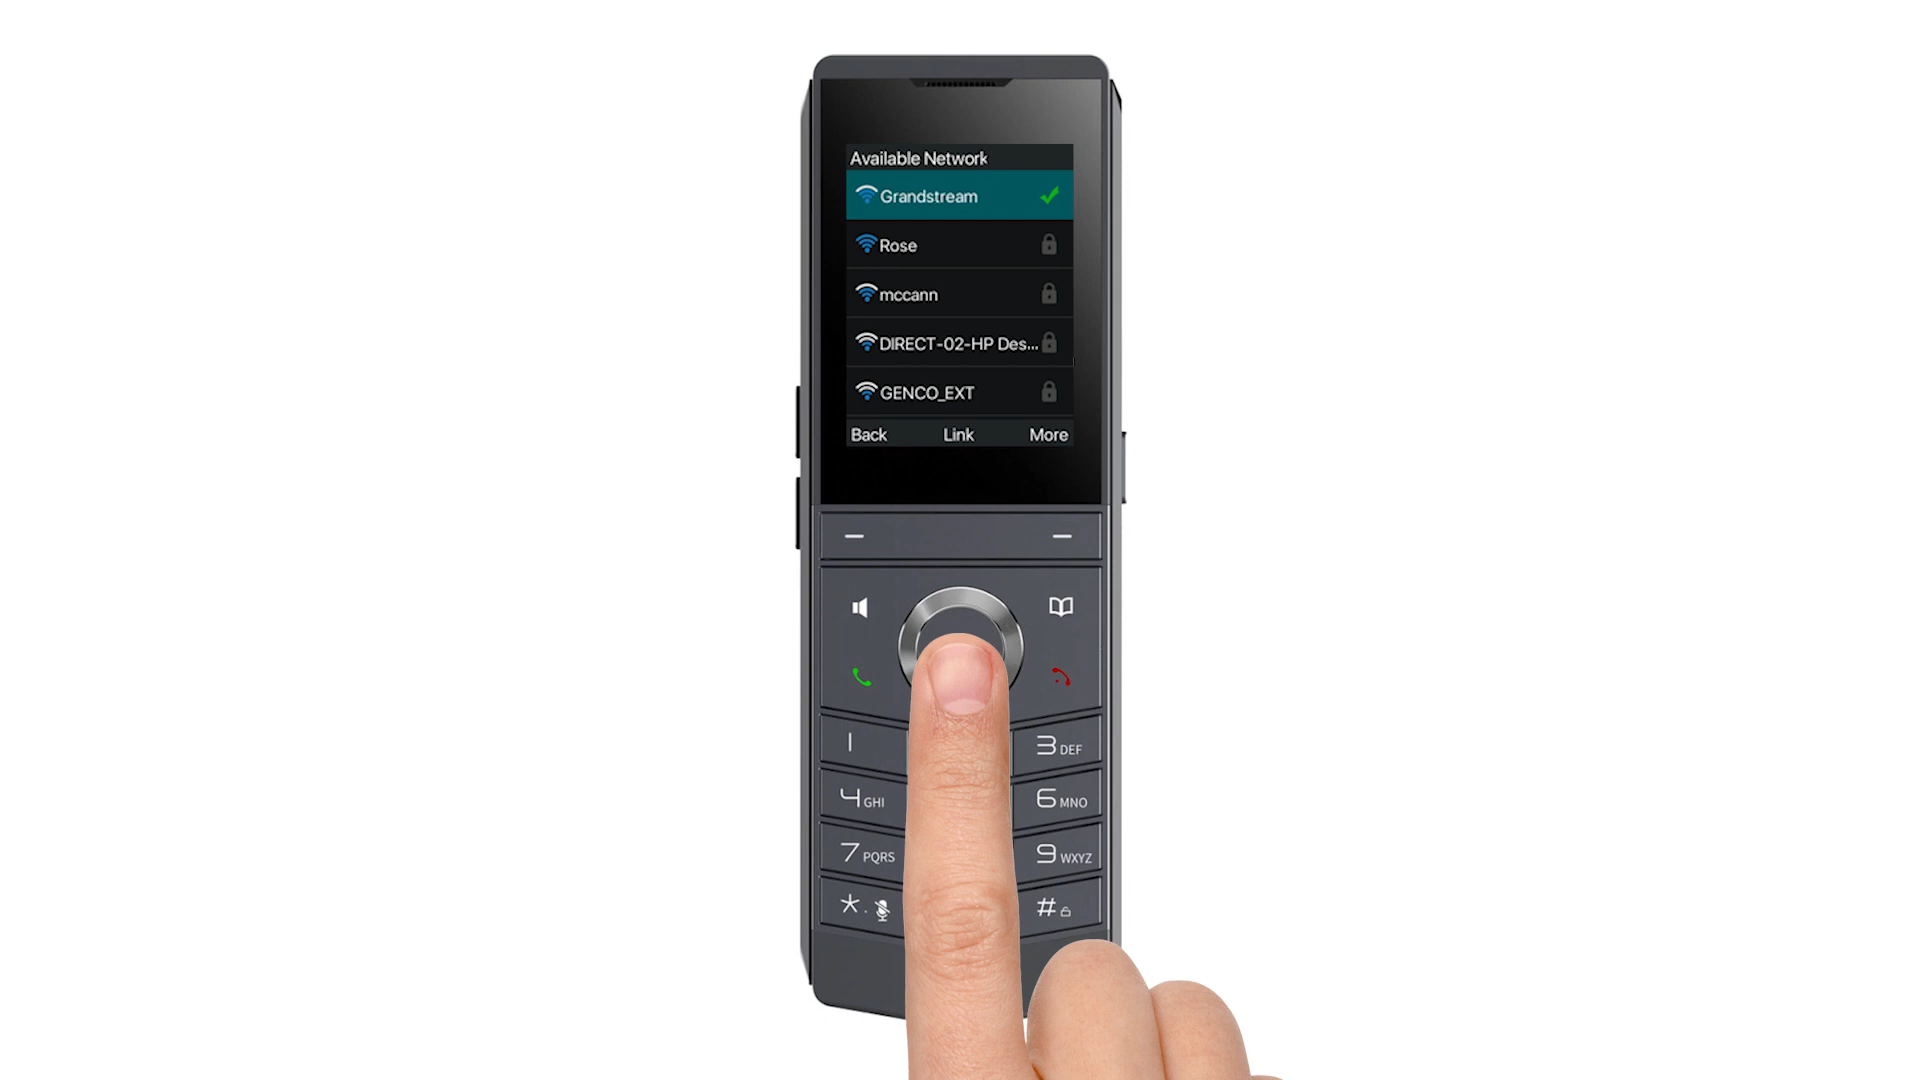 Available Network
Grandstream
Rose
mccann
DIRECT-02-HP Des...
GENCO_EXT
Back Link More
1 3 DEF
4 GHI 6 MNO
7 PQRS 9 WXYZ
* . #